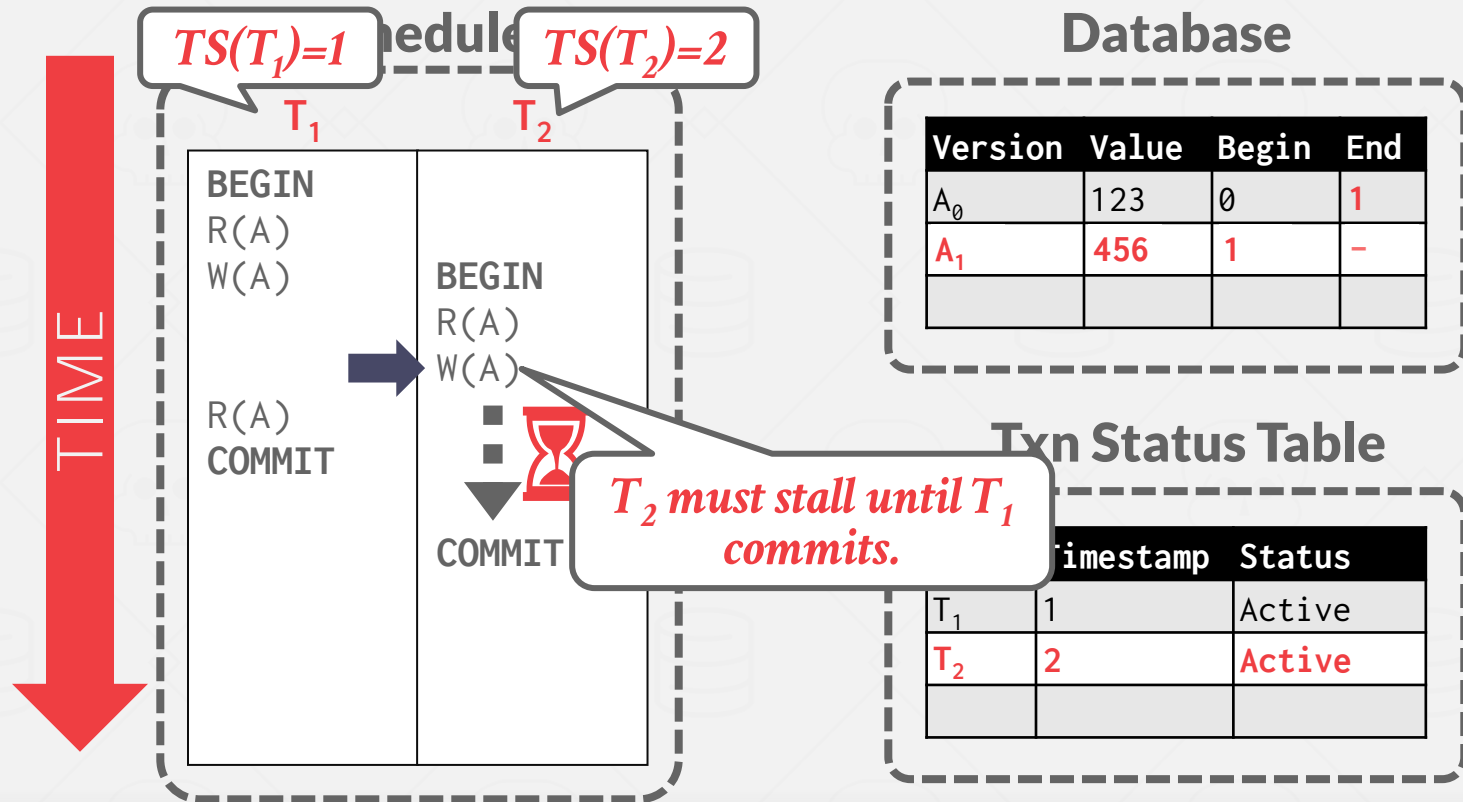 TS(T₁)=1
hedule
TS(T₂)=2
T₁
T₂
BEGIN
R(A)
W(A)
R(A)
COMMIT
BEGIN
R(A)
W(A)
COMMIT
TIME
T₂ must stall until T₁
commits.
Database
Version Value Begin End
A₀ 123 0 1
A₁ 456 1 –
Txn Status Table
Timestamp Status
T₁ 1 Active
T₂ 2 Active